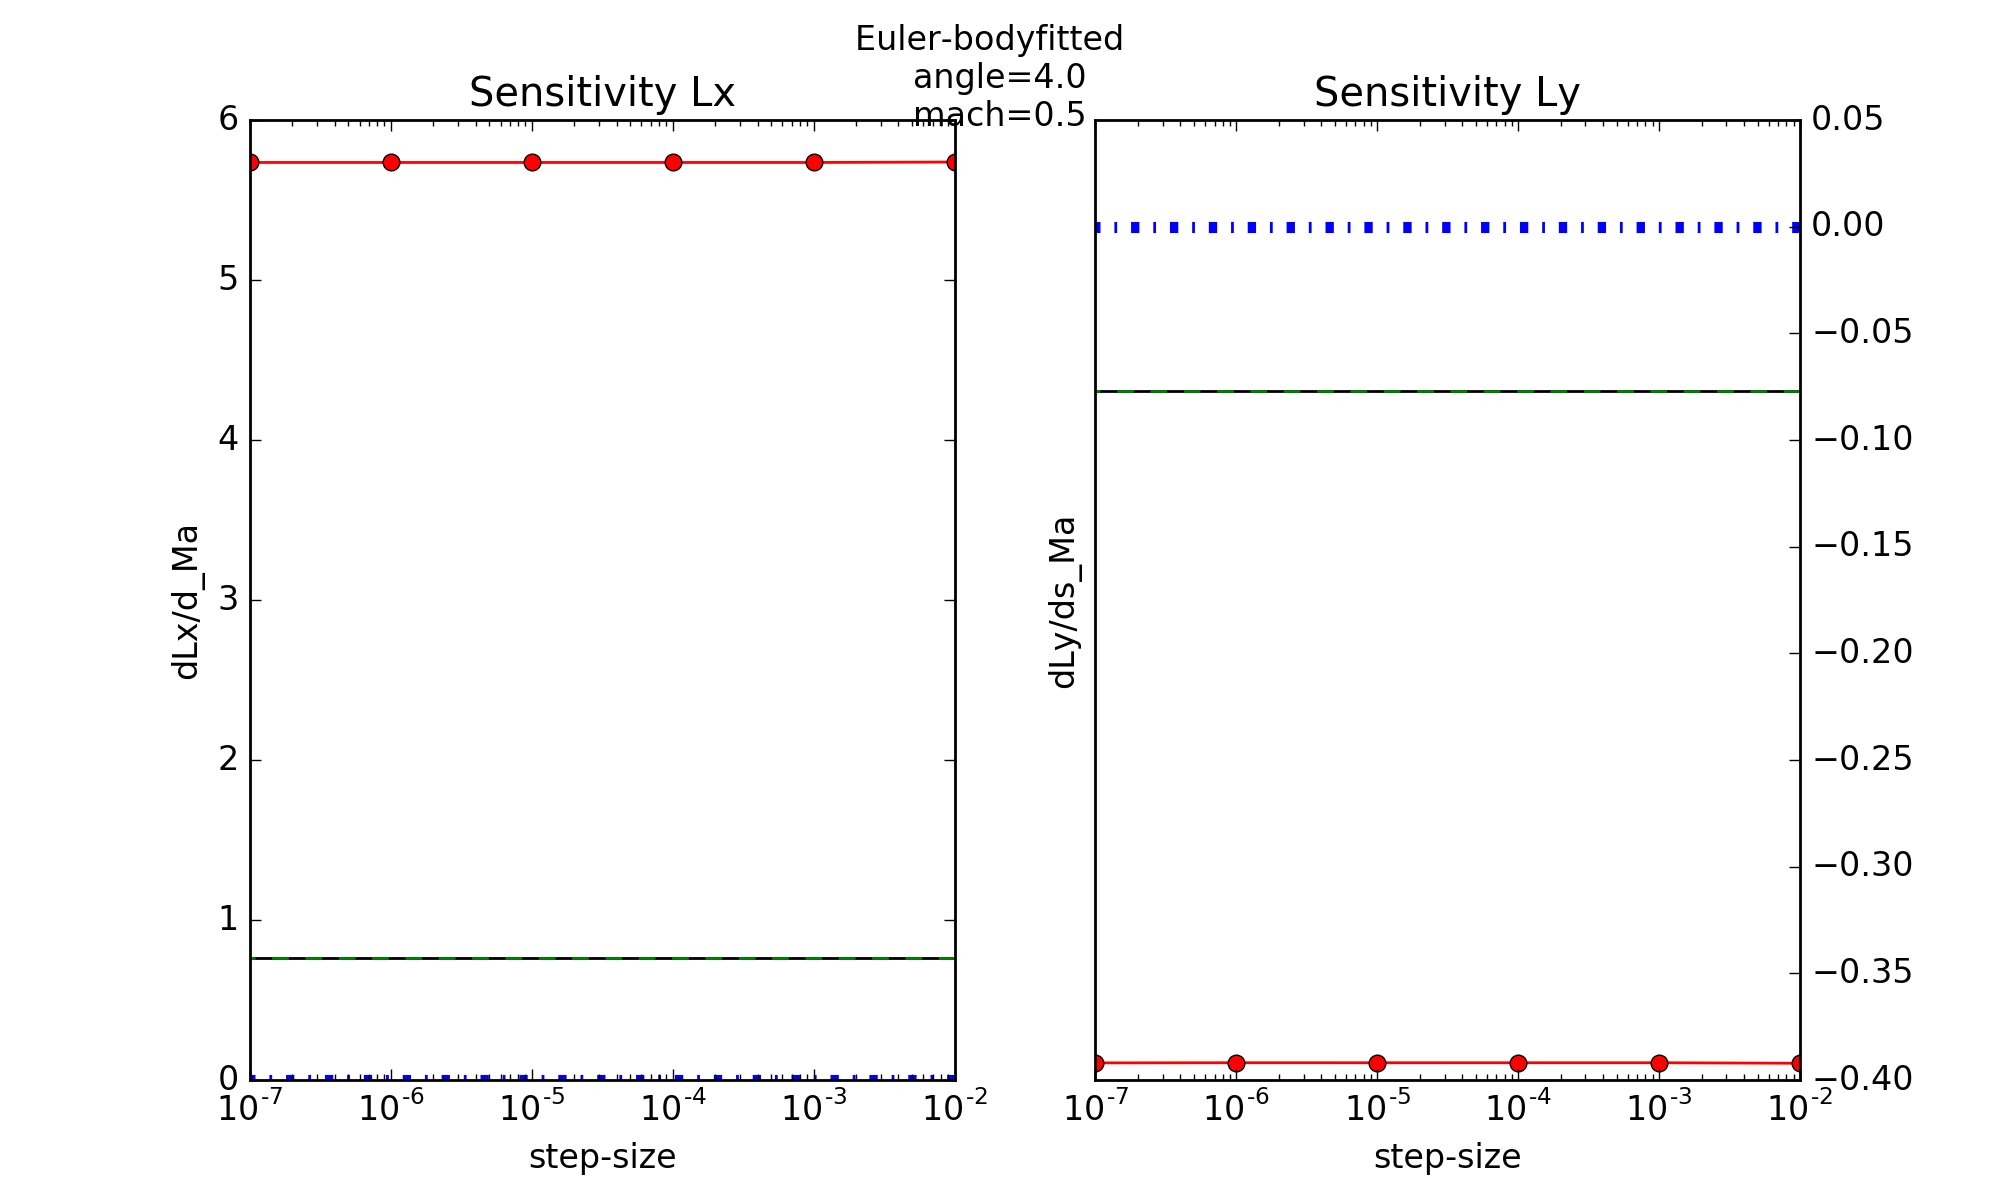 Euler-bodyfitted
angle=4.0
mach=0.5
Sensitivity Lx
6
5
4
3
2
1
0
dLx/d_Ma
10^-7 10^-6 10^-5 10^-4 10^-3 10^-2
step-size
Sensitivity Ly
dLy/ds_Ma
0.05
0.00
−0.05
−0.10
−0.15
−0.20
−0.25
−0.30
−0.35
−0.40
10^-7 10^-6 10^-5 10^-4 10^-3 10^-2
step-size